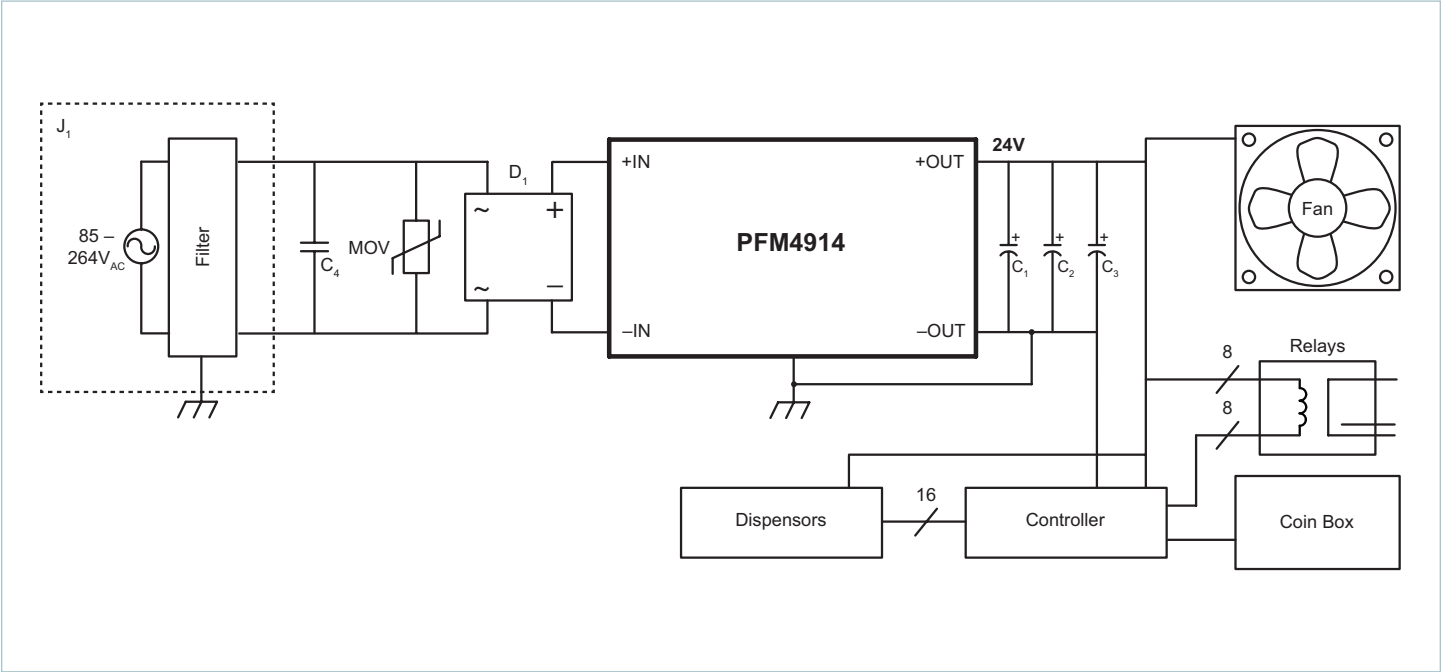 J1
85 –
264VAC
Filter
C4
MOV
D1
~
+
~
–
+IN
–IN
PFM4914
+OUT
–OUT
24V
+
C1
+
C2
+
C3
Fan
8
Relays
8
Dispensors
16
Controller
Coin Box